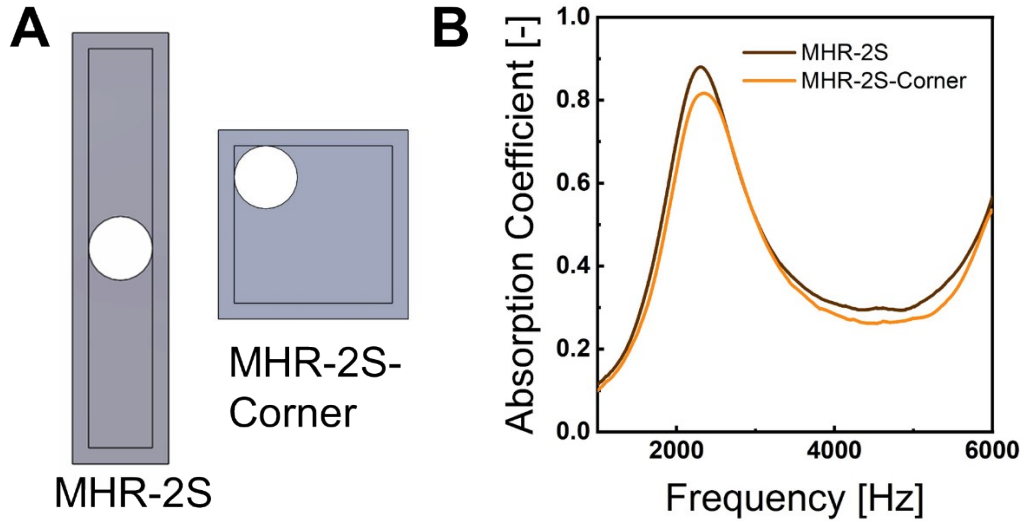 A
MHR-2S
MHR-2S-
Corner
B
Absorption Coefficient [-]
1.0
0.8
0.6
0.4
0.2
0.0
MHR-2S
MHR-2S-Corner
2000
4000
6000
Frequency [Hz]